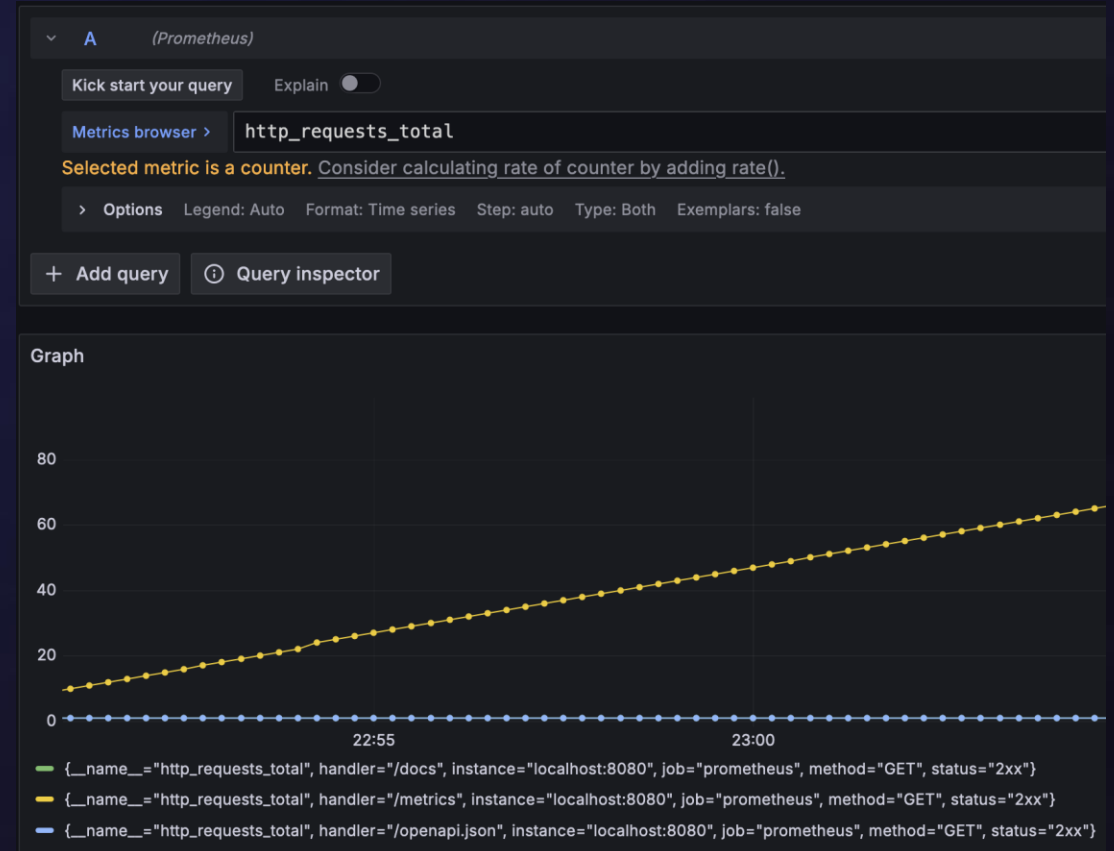 A (Prometheus)
Kick start your query Explain
Metrics browser > http_requests_total
Selected metric is a counter. Consider calculating rate of counter by adding rate().
> Options Legend: Auto Format: Time series Step: auto Type: Both Exemplars: false
+ Add query Query inspector
Graph
80
60
40
20
0
22:55 23:00
{__name__="http_requests_total", handler="/docs", instance="localhost:8080", job="prometheus", method="GET", status="2xx"}
{__name__="http_requests_total", handler="/metrics", instance="localhost:8080", job="prometheus", method="GET", status="2xx"}
{__name__="http_requests_total", handler="/openapi.json", instance="localhost:8080", job="prometheus", method="GET", status="2xx"}